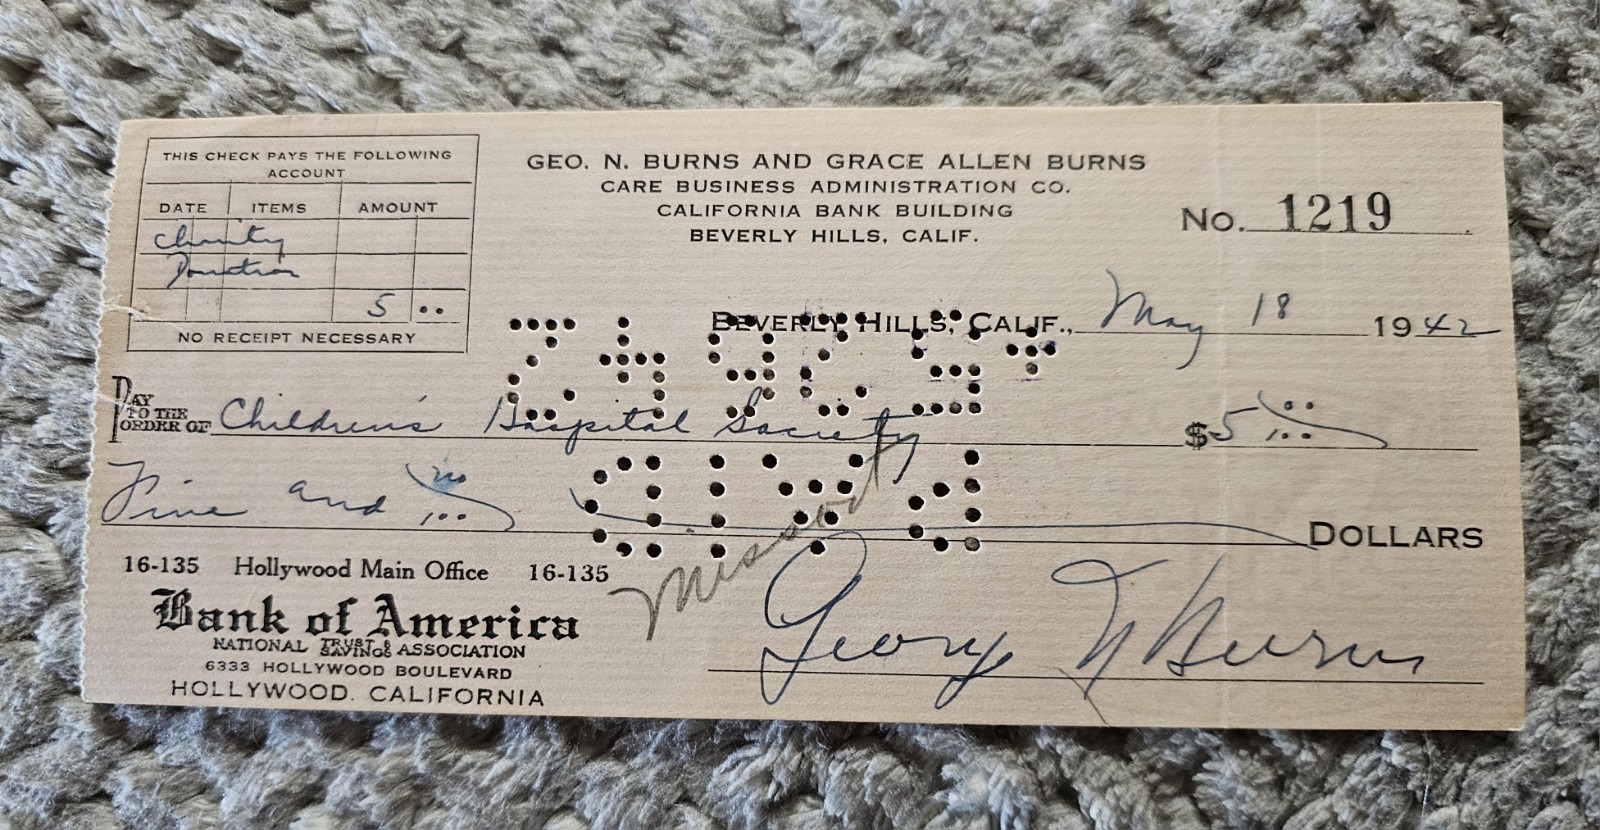 THIS CHECK PAYS THE FOLLOWING
ACCOUNT
DATE ITEMS AMOUNT
Charity
Donation
5 ..
NO RECEIPT NECESSARY
GEO. N. BURNS AND GRACE ALLEN BURNS
CARE BUSINESS ADMINISTRATION CO.
CALIFORNIA BANK BUILDING
BEVERLY HILLS, CALIF.
No. 1219
BEVERLY HILLS, CALIF., May 18 1942
PAY
TO THE
ORDER OF Children's Hospital Society $5
Five and no/100 DOLLARS
PAID
16-135 Hollywood Main Office 16-135
Bank of America
NATIONAL TRUST & SAVINGS ASSOCIATION
6333 HOLLYWOOD BOULEVARD
HOLLYWOOD. CALIFORNIA
George N Burns